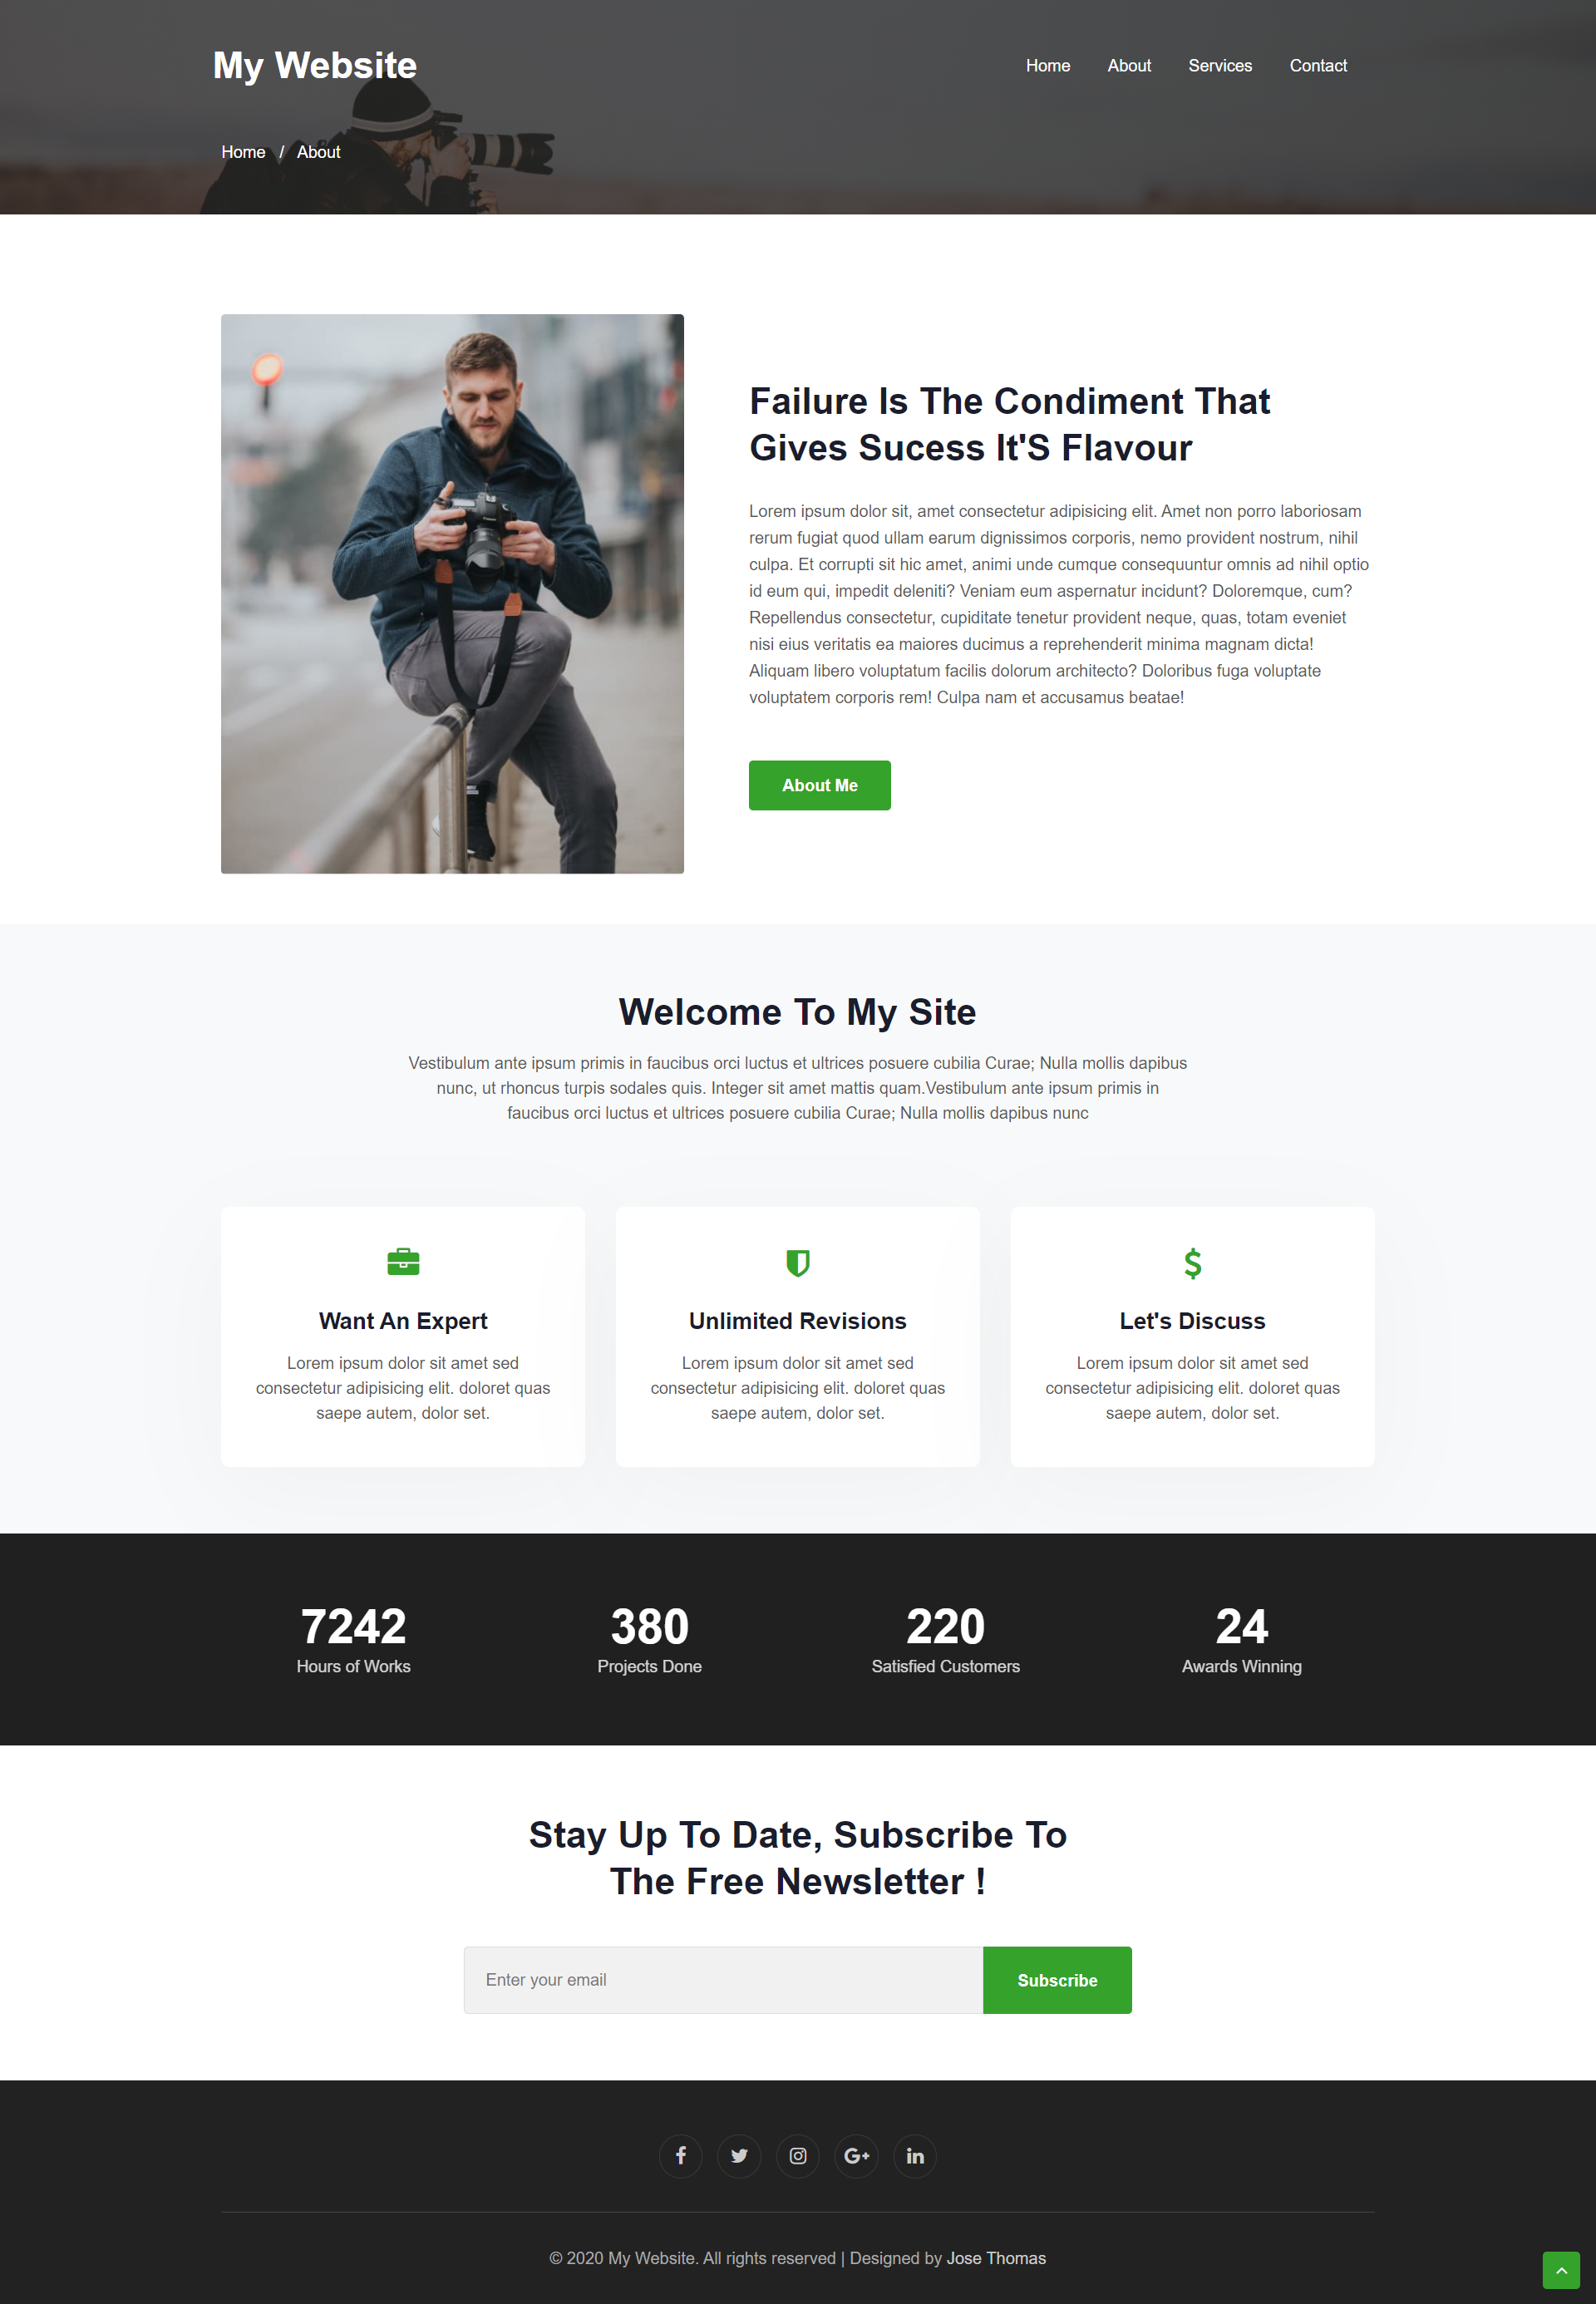 My Website
Home About Services Contact
Home / About
Failure Is The Condiment That
Gives Sucess It'S Flavour
Lorem ipsum dolor sit, amet consectetur adipisicing elit. Amet non porro laboriosam
rerum fugiat quod ullam earum dignissimos corporis, nemo provident nostrum, nihil
culpa. Et corrupti sit hic amet, animi unde cumque consequuntur omnis ad nihil optio
id eum qui, impedit deleniti? Veniam eum aspernatur incidunt? Doloremque, cum?
Repellendus consectetur, cupiditate tenetur provident neque, quas, totam eveniet
nisi eius veritatis ea maiores ducimus a reprehenderit minima magnam dicta!
Aliquam libero voluptatum facilis dolorum architecto? Doloribus fuga voluptate
voluptatem corporis rem! Culpa nam et accusamus beatae!
About Me
Welcome To My Site
Vestibulum ante ipsum primis in faucibus orci luctus et ultrices posuere cubilia Curae; Nulla mollis dapibus
nunc, ut rhoncus turpis sodales quis. Integer sit amet mattis quam.Vestibulum ante ipsum primis in
faucibus orci luctus et ultrices posuere cubilia Curae; Nulla mollis dapibus nunc
Want An Expert
Lorem ipsum dolor sit amet sed
consectetur adipisicing elit. doloret quas
saepe autem, dolor set.
Unlimited Revisions
Lorem ipsum dolor sit amet sed
consectetur adipisicing elit. doloret quas
saepe autem, dolor set.
Let's Discuss
Lorem ipsum dolor sit amet sed
consectetur adipisicing elit. doloret quas
saepe autem, dolor set.
7242
Hours of Works
380
Projects Done
220
Satisfied Customers
24
Awards Winning
Stay Up To Date, Subscribe To
The Free Newsletter !
Enter your email
Subscribe
© 2020 My Website. All rights reserved | Designed by Jose Thomas